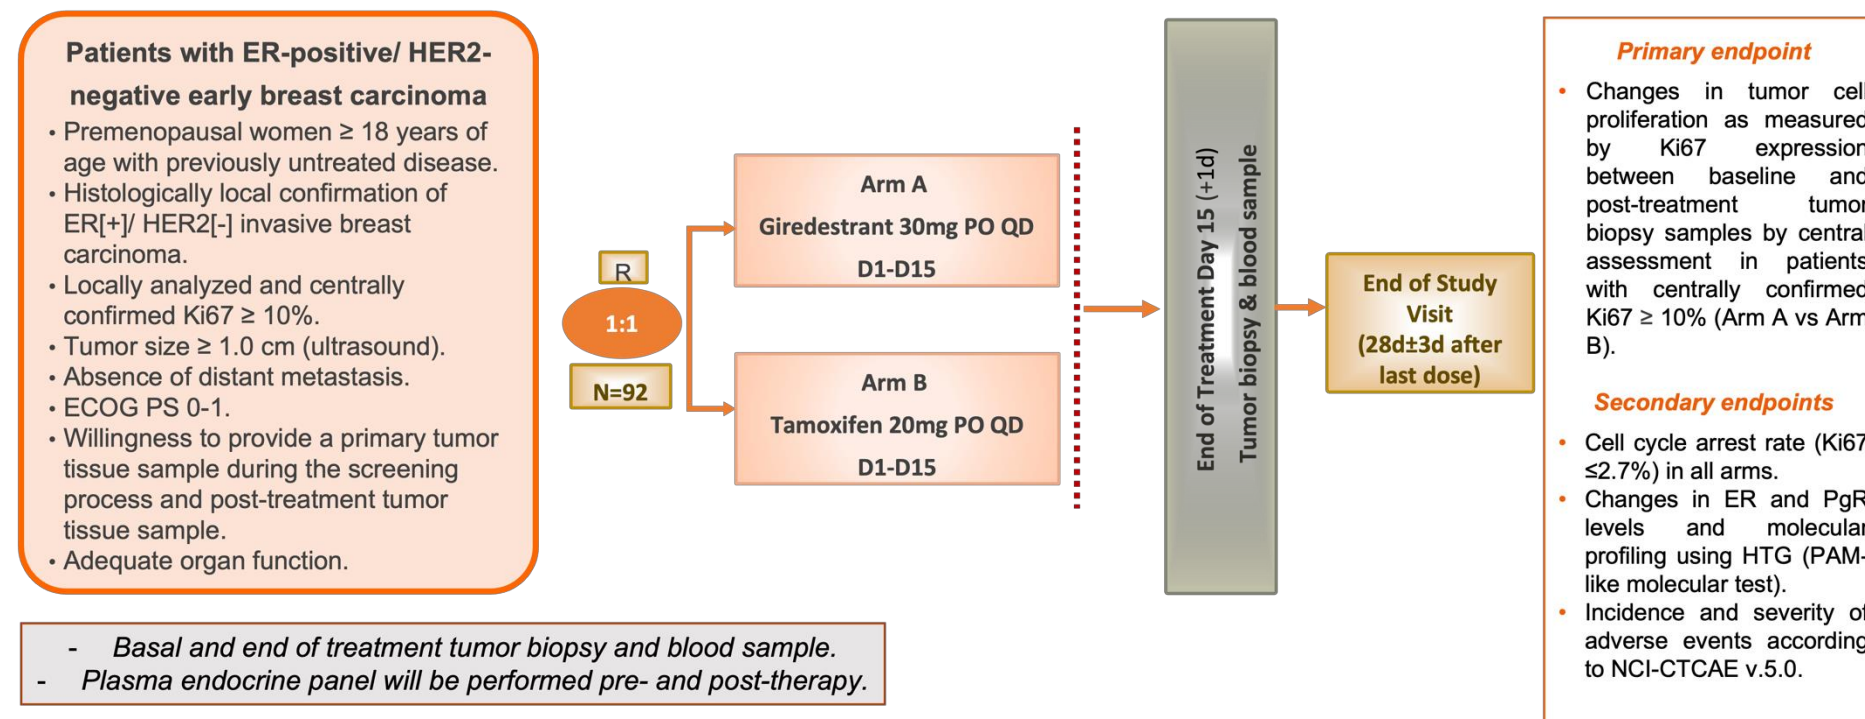 Patients with ER-positive/ HER2-
negative early breast carcinoma
• Premenopausal women ≥ 18 years of
age with previously untreated disease.
• Histologically local confirmation of
ER[+]/ HER2[-] invasive breast
carcinoma.
• Locally analyzed and centrally
confirmed Ki67 ≥ 10%.
• Tumor size ≥ 1.0 cm (ultrasound).
• Absence of distant metastasis.
• ECOG PS 0-1.
• Willingness to provide a primary tumor
tissue sample during the screening
process and post-treatment tumor
tissue sample.
• Adequate organ function.
- Basal and end of treatment tumor biopsy and blood sample.
- Plasma endocrine panel will be performed pre- and post-therapy.
R
1:1
N=92
Arm A
Giredestrant 30mg PO QD
D1-D15
Arm B
Tamoxifen 20mg PO QD
D1-D15
End of Treatment Day 15 (+1d)
Tumor biopsy & blood sample
End of Study
Visit
(28d±3d after
last dose)
Primary endpoint
• Changes in tumor cell
proliferation as measured
by Ki67 expression
between baseline and
post-treatment tumor
biopsy samples by central
assessment in patients
with centrally confirmed
Ki67 ≥ 10% (Arm A vs Arm
B).
Secondary endpoints
• Cell cycle arrest rate (Ki67
≤2.7%) in all arms.
• Changes in ER and PgR
levels and molecular
profiling using HTG (PAM-
like molecular test).
• Incidence and severity of
adverse events according
to NCI-CTCAE v.5.0.